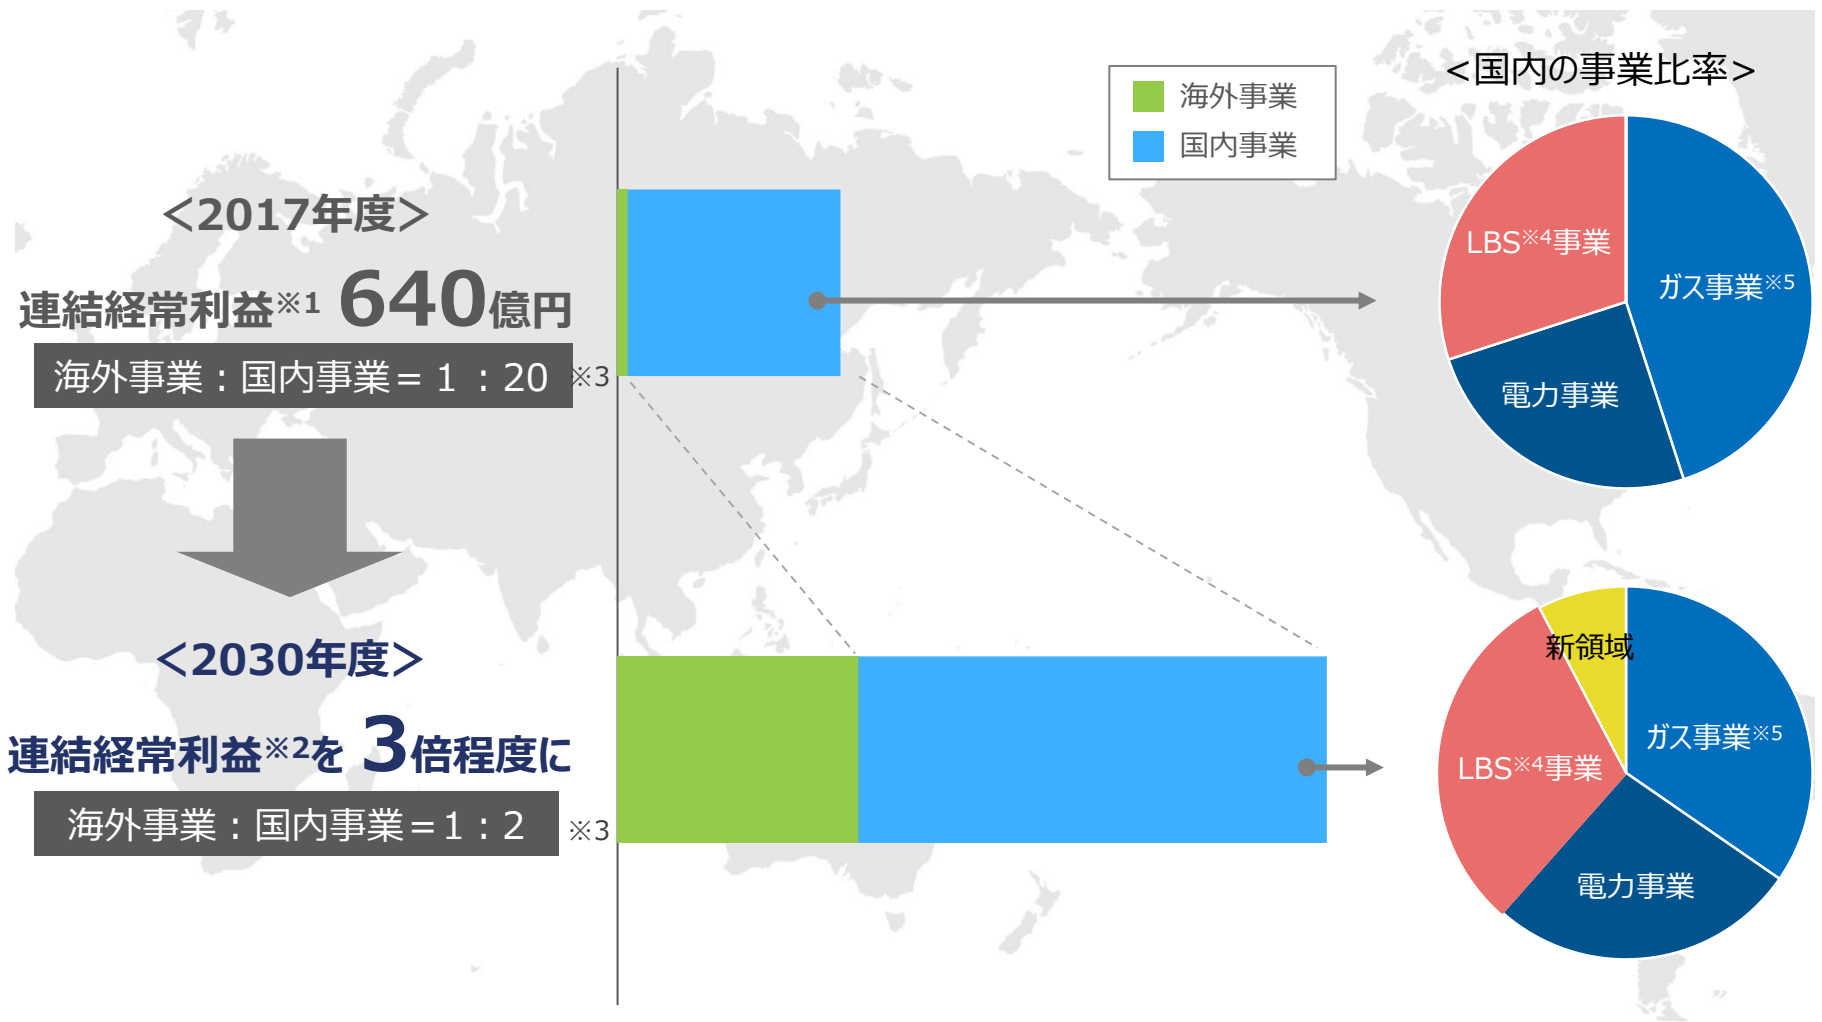 <国内の事業比率>
海外事業
国内事業
＜2017年度＞
連結経常利益※1 640億円
海外事業：国内事業＝１：20 ※3
LBS※4事業
ガス事業※5
電力事業
＜2030年度＞
連結経常利益※2を 3倍程度に
海外事業：国内事業＝1：2 ※3
新領域
ガス事業※5
LBS※4事業
電力事業